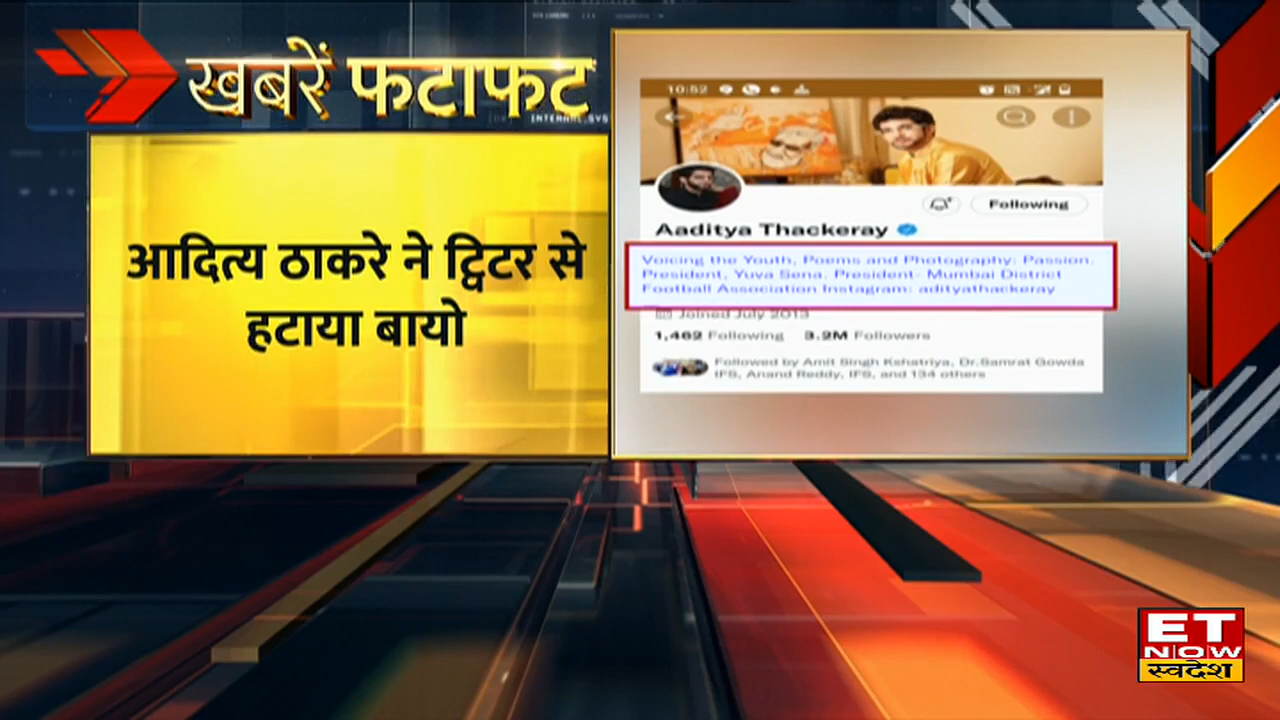 खबरें फटाफट
आदित्य ठाकरे ने ट्विटर से
हटाया बायो
10:52
Following
Aaditya Thackeray
Voicing the Youth, Poems and Photography: Passion.
President, Yuva Sena. President- Mumbai District
Football Association Instagram: adityathackeray
Joined July 2013
1,462 Following 3.2M Followers
Followed by Amit Singh Kshatriya, Dr.Samrat Gowda
IFS, Anand Reddy, IFS, and 134 others
ET
NOW
स्वदेश